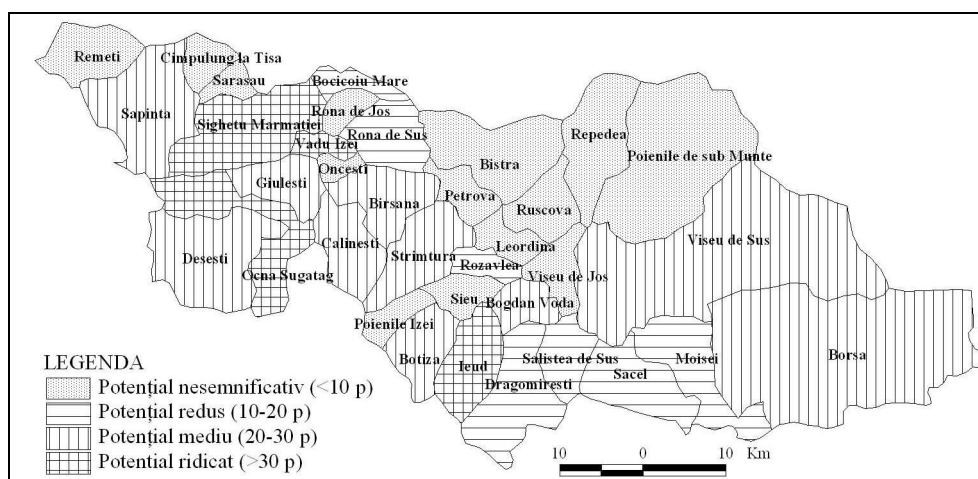 Remeti
Cimpulung la Tisa
Sarasau
Bocicoiu Mare
Sapinta
Rona de Jos
Sighetu Marmatiei
Rona de Sus
Repedea
Vadu Izei
Poienile de sub Munte
Oncesti
Bistra
Giulesti
Birsana
Petrova
Ruscova
Viseu de Sus
Calinesti
Leordina
Desesti
Strimtura
Rozavlea
Ocna Sugatag
Viseu de Jos
Sieu
Bogdan Voda
Poienile Izei
Botiza
Ieud
Salistea de Sus
Moisei
Borsa
Sacel
Dragomiresti
LEGENDA
Potențial nesemnificativ (<10 p)
Potențial redus (10-20 p)
Potențial mediu (20-30 p)
Potential ridicat (>30 p)
10 0 10 Km